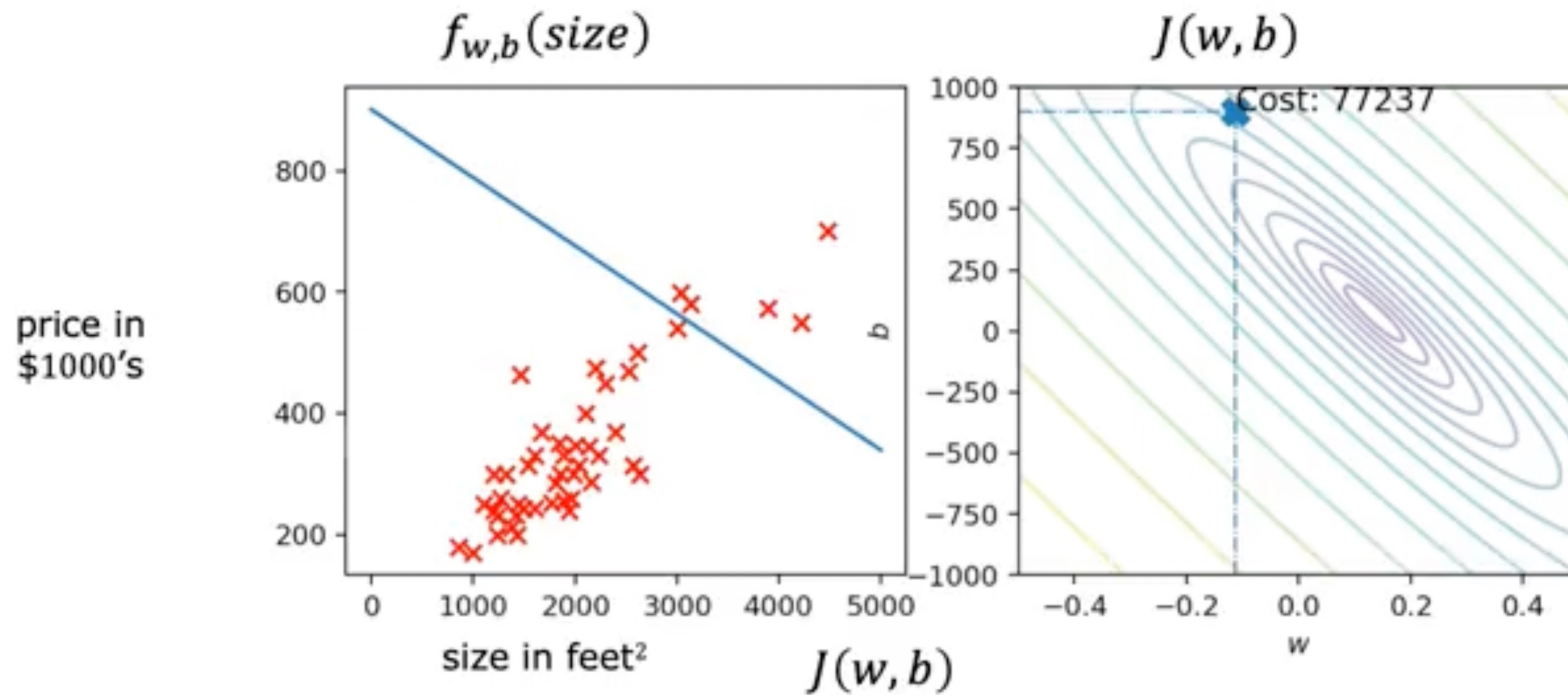 f_{w,b}(size)
J(w, b)
price in
$1000's
800
600
400
200
0
1000
2000
3000
4000
5000
size in feet²
b
Cost: 77237
1000
750
500
250
0
−250
−500
−750
−1000
−0.4
−0.2
0.0
0.2
0.4
w
J(w, b)